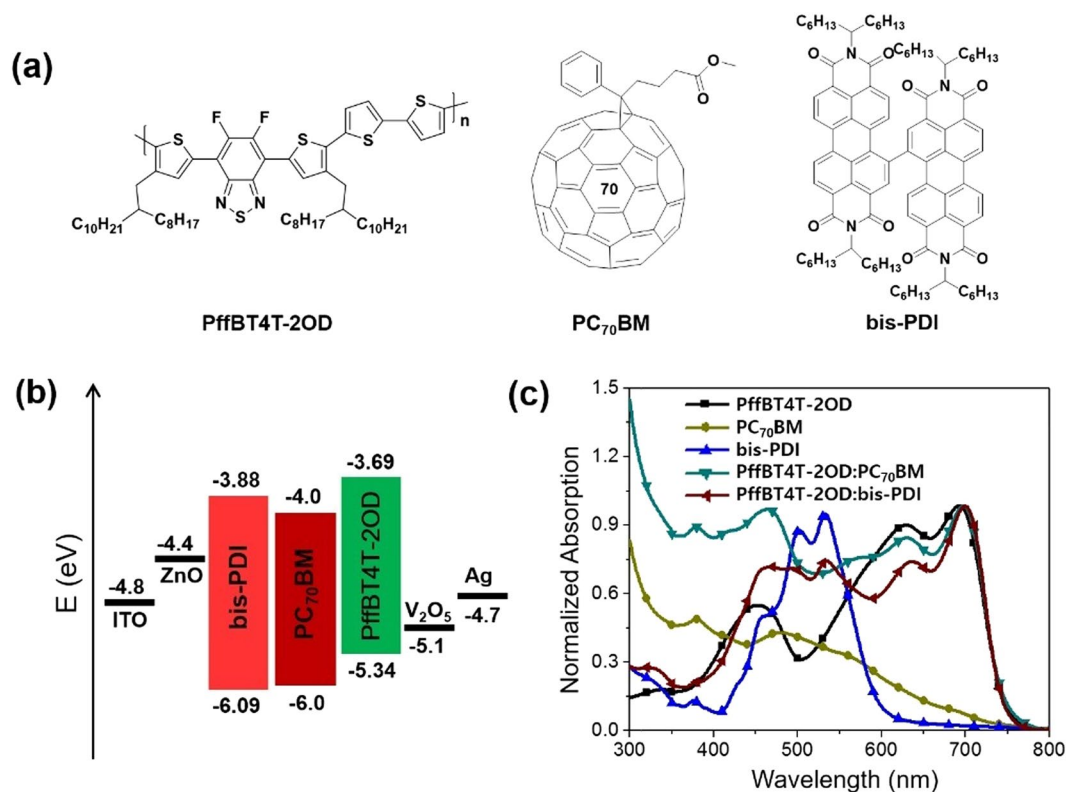 (a)
F F
S
S
S
S
n
N N
S
C8H17
C10H21
C8H17
C10H21
PffBT4T-2OD
O
O
70
PC70BM
C6H13
C6H13
O N O
C6H13
C6H13
O N O
O N O
C6H13
C6H13
O N O
C6H13
C6H13
bis-PDI
(b)
E (eV)
-4.8
ITO
-4.4
ZnO
-3.88
bis-PDI
-6.09
-4.0
PC70BM
-6.0
-3.69
PffBT4T-2OD
-5.34
V2O5
-5.1
Ag
-4.7
(c)
Normalized Absorption
1.5
1.2
0.9
0.6
0.3
0.0
PffBT4T-2OD
PC70BM
bis-PDI
PffBT4T-2OD:PC70BM
PffBT4T-2OD:bis-PDI
300 400 500 600 700 800
Wavelength (nm)